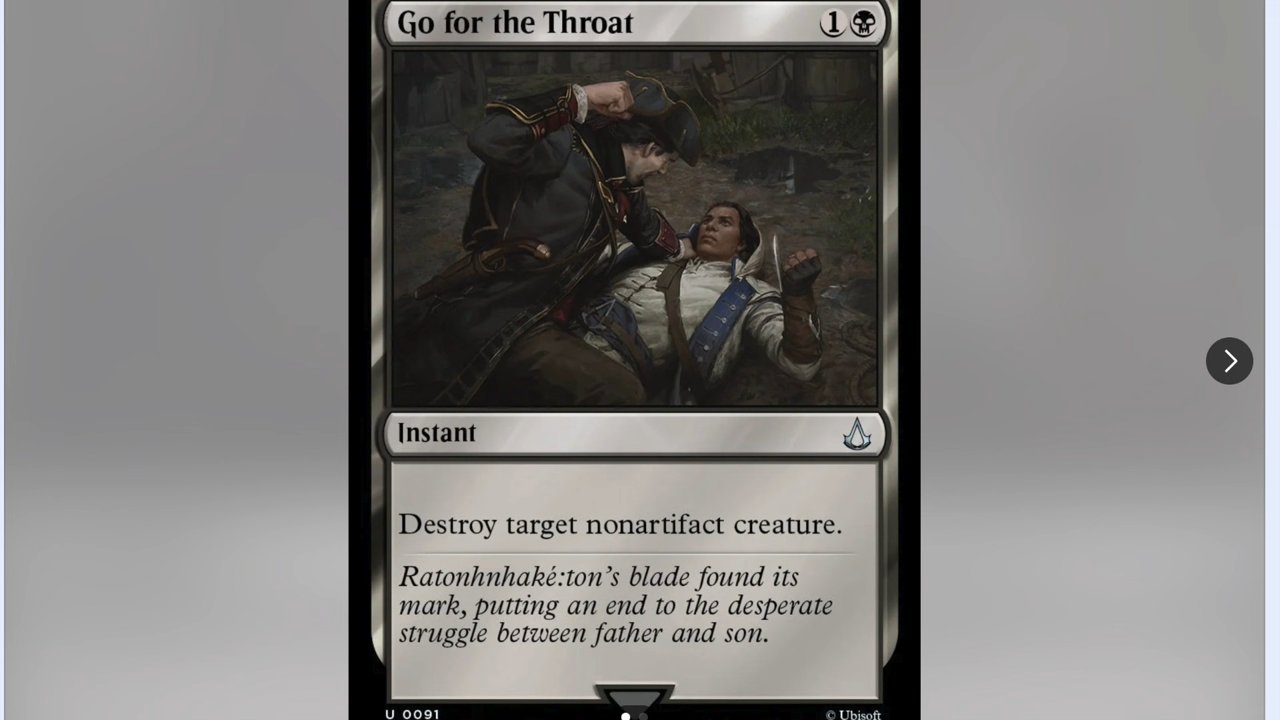 Go for the Throat 1
Instant
Destroy target nonartifact creature.
Ratonhnhaké:ton's blade found its
mark, putting an end to the desperate
struggle between father and son.
U 0091
© Ubisoft